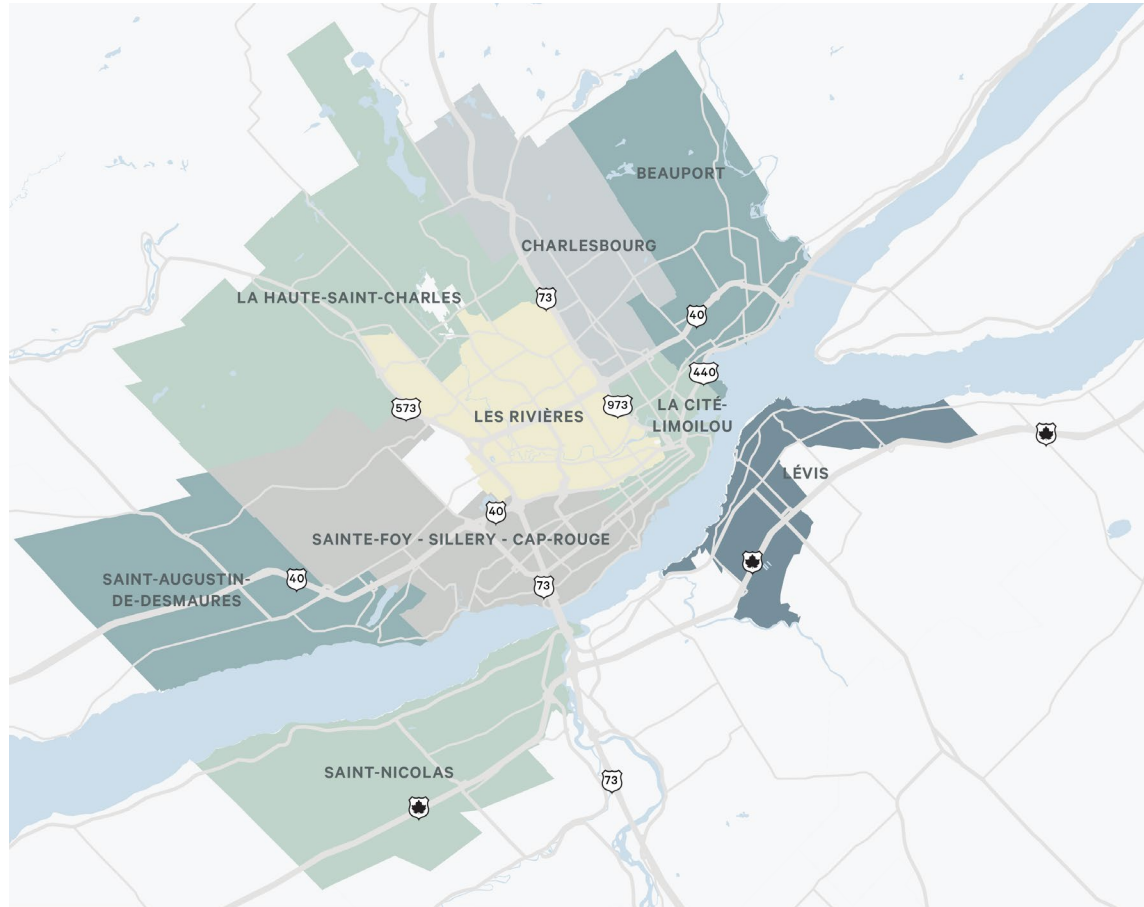 BEAUPORT
CHARLESBOURG
LA HAUTE-SAINT-CHARLES
73
40
440
573
973
LA CITÉ-
LIMOILOU
LES RIVIÈRES
LÉVIS
40
SAINTE-FOY - SILLERY - CAP-ROUGE
SAINT-AUGUSTIN-
DE-DESMAURES
40
73
SAINT-NICOLAS
73